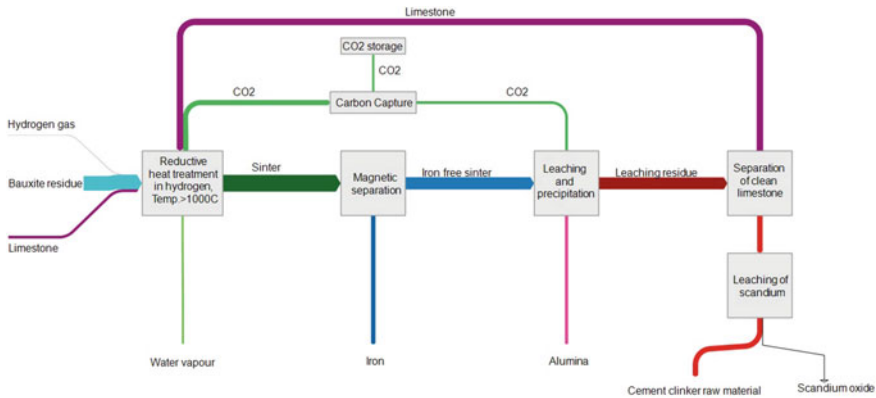 Limestone
CO2 storage
CO2
CO2
Carbon Capture
CO2
Hydrogen gas
Bauxite residue
Limestone
Reductive
heat treatment
in hydrogen,
Temp.>1000C
Sinter
Magnetic
separation
Iron free sinter
Leaching
and
precipitation
Leaching residue
Separation
of clean
limestone
Leaching of
scandium
Water vapour
Iron
Alumina
Cement clinker raw material
Scandium oxide